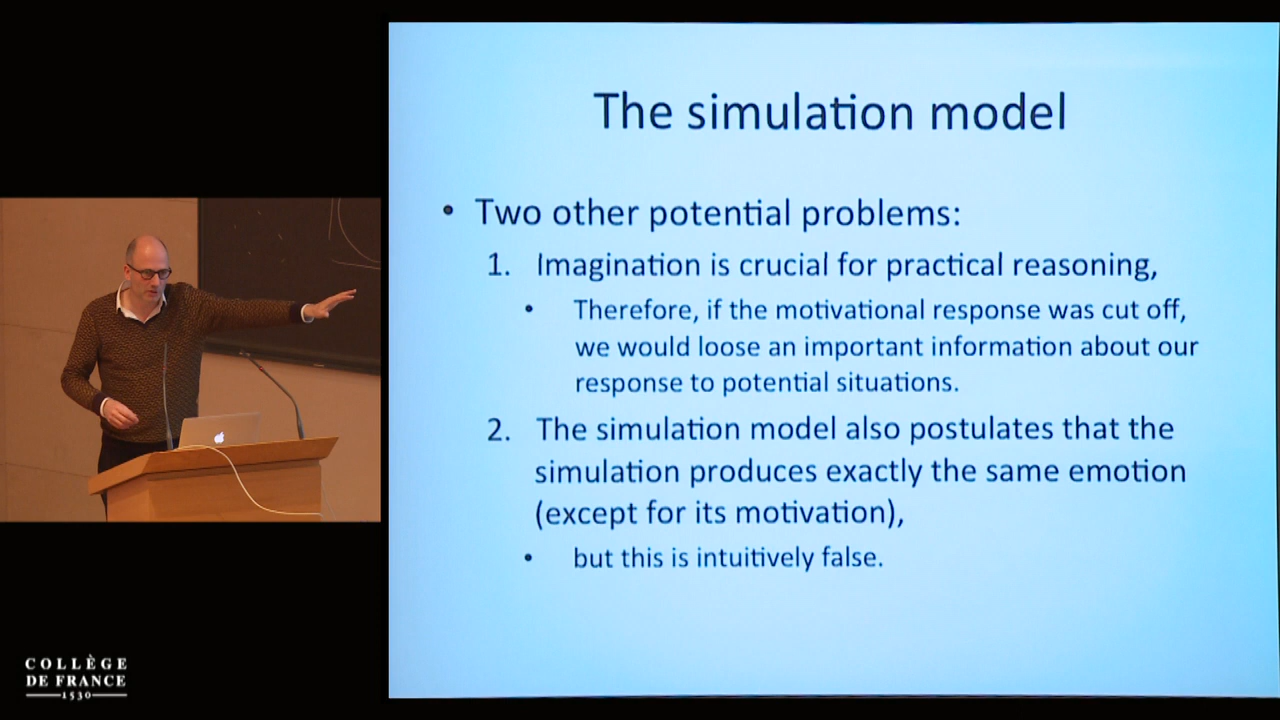 The simulation model
• Two other potential problems:
1. Imagination is crucial for practical reasoning,
• Therefore, if the motivational response was cut off,
we would loose an important information about our
response to potential situations.
2. The simulation model also postulates that the
simulation produces exactly the same emotion
(except for its motivation),
• but this is intuitively false.
COLLÈGE
DE FRANCE
1530